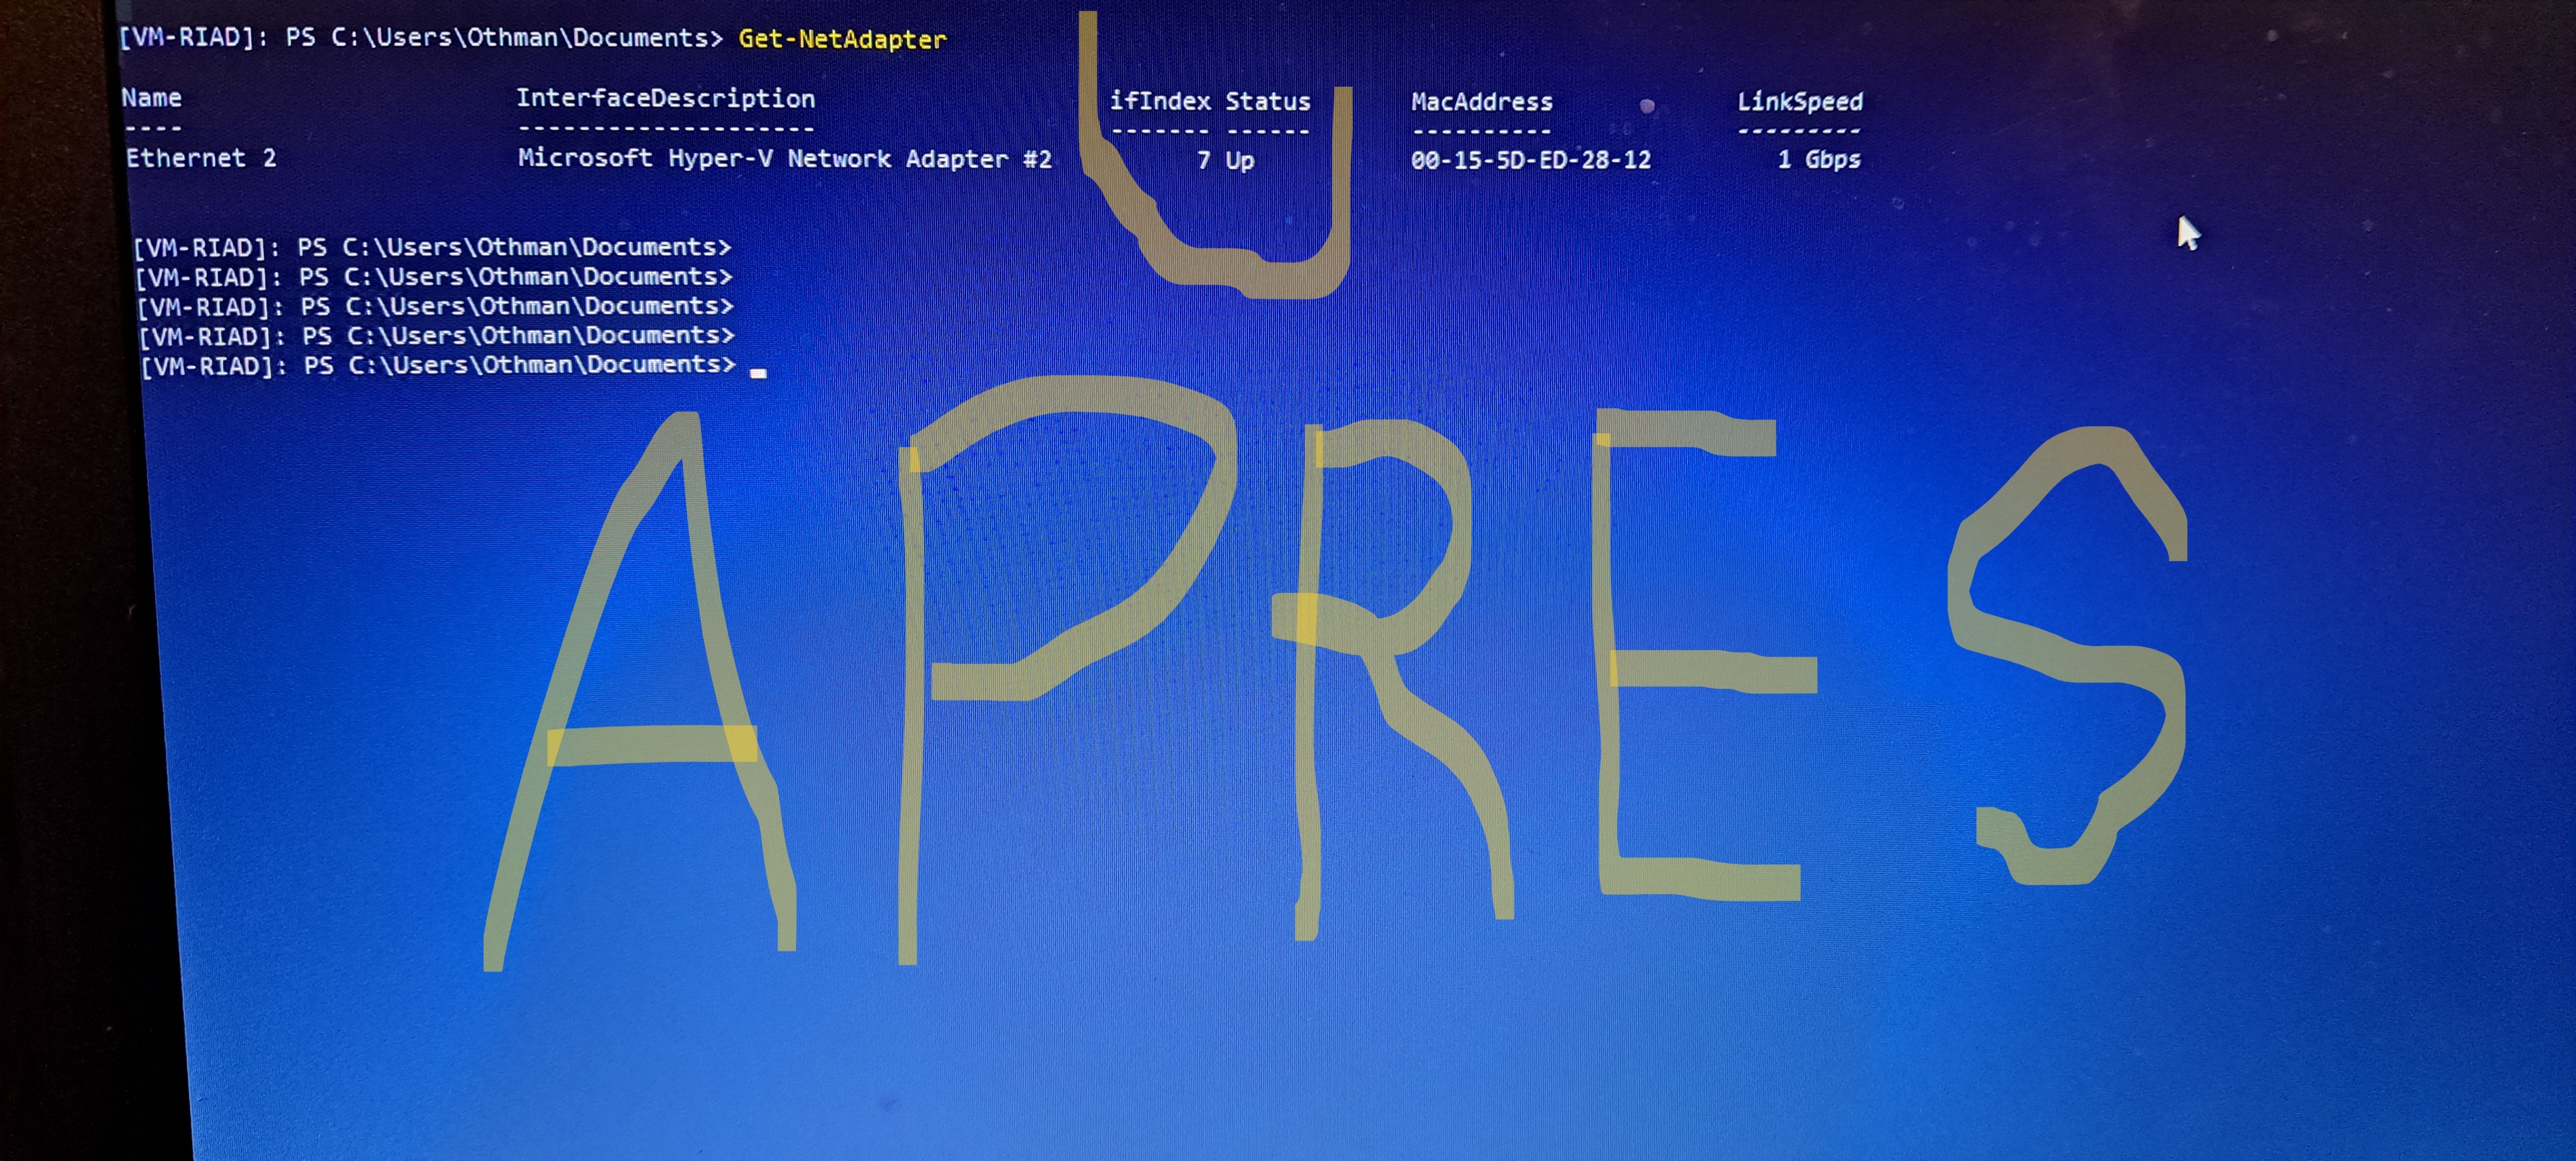 [VM-RIAD]: PS C:\Users\Othman\Documents> Get-NetAdapter
Name InterfaceDescription ifIndex Status MacAddress LinkSpeed
---- -------------------- ------- ------ ---------- ---------
Ethernet 2 Microsoft Hyper-V Network Adapter #2 7 Up 00-15-5D-ED-28-12 1 Gbps
[VM-RIAD]: PS C:\Users\Othman\Documents>
[VM-RIAD]: PS C:\Users\Othman\Documents>
[VM-RIAD]: PS C:\Users\Othman\Documents>
[VM-RIAD]: PS C:\Users\Othman\Documents>
[VM-RIAD]: PS C:\Users\Othman\Documents>
APRES